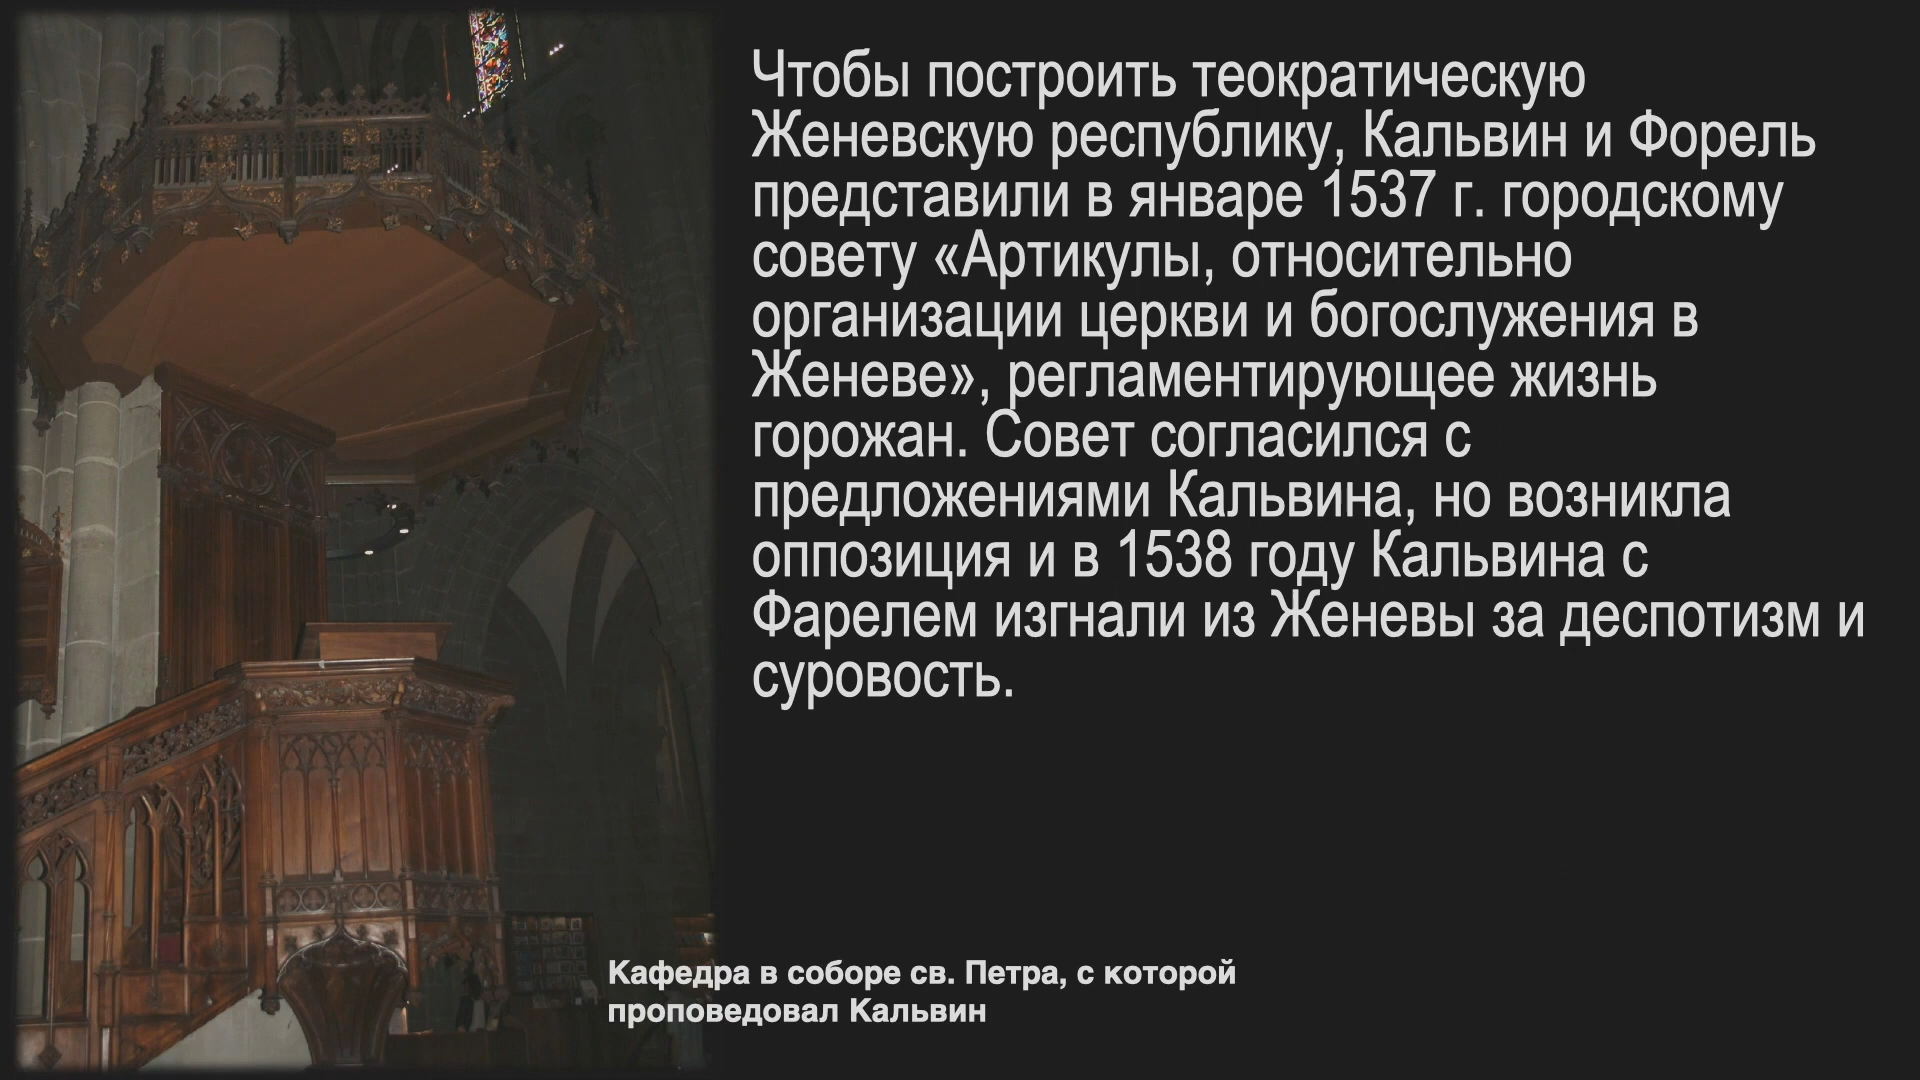 Чтобы построить теократическую
Женевскую республику, Кальвин и Форель
представили в январе 1537 г. городскому
совету «Артикулы, относительно
организации церкви и богослужения в
Женеве», регламентирующее жизнь
горожан. Совет согласился с
предложениями Кальвина, но возникла
оппозиция и в 1538 году Кальвина с
Фарелем изгнали из Женевы за деспотизм и
суровость.
Кафедра в соборе св. Петра, с которой
проповедовал Кальвин